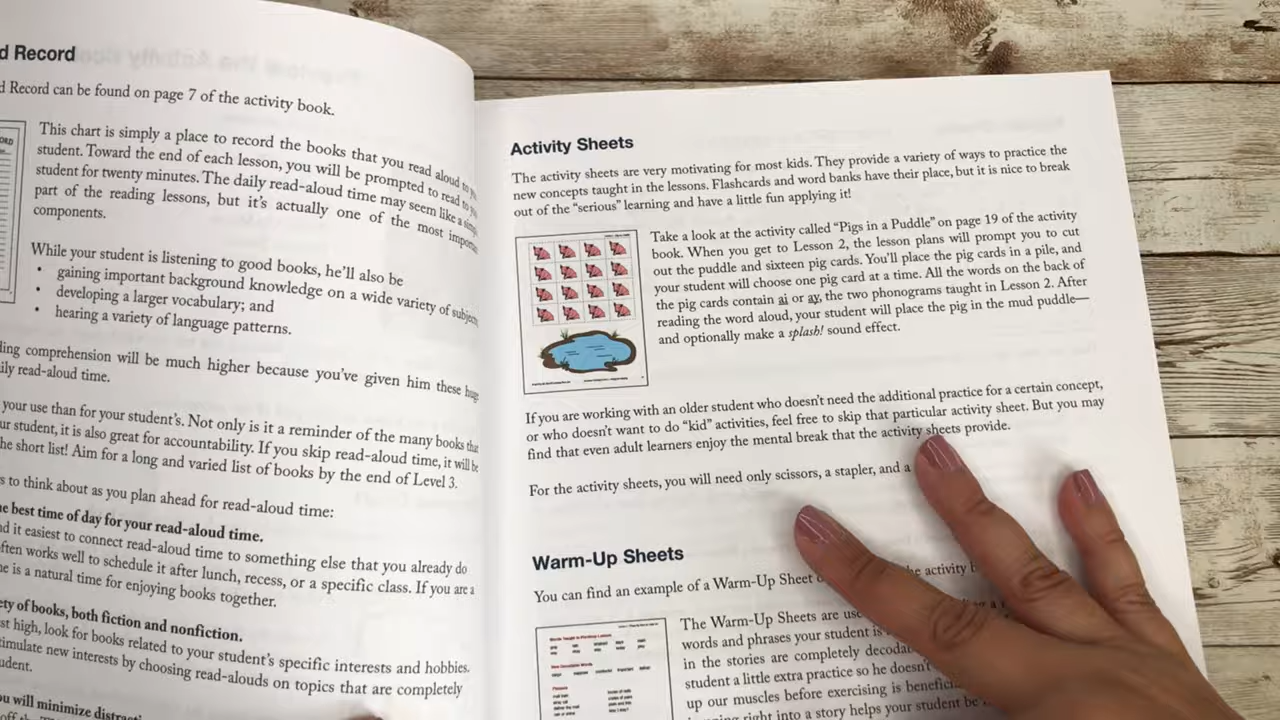 d Record
d Record can be found on page 7 of the activity book.
This chart is simply a place to record the books that you read aloud to
student. Toward the end of each lesson, you will be prompted to read to
student for twenty minutes. The daily read-aloud time may seem like a
part of the reading lessons, but it's actually one of the most
components.
While your student is listening to good books, he'll also be
• gaining important background knowledge on a wide variety of
• developing a larger vocabulary; and
• hearing a variety of language patterns.
ding comprehension will be much higher because you've given him these
ily read-aloud time.
your use than for your student's. Not only is it a reminder of the many books that
ur student, it is also great for accountability. If you skip read-aloud time, it will be
he short list! Aim for a long and varied list of books by the end of Level 3.
s to think about as you plan ahead for read-aloud time:
e best time of day for your read-aloud time.
nd it easiest to connect read-aloud time to something else that you already do
ften works well to schedule it after lunch, recess, or a specific class. If you are a
e is a natural time for enjoying books together.
ety of books, both fiction and nonfiction.
st high, look for books related to your student's specific interests and hobbies.
timulate new interests by choosing read-alouds on topics that are completely
udent.
ou will minimize
Activity Sheets
The activity sheets are very motivating for most kids. They provide a variety of ways to practice the
new concepts taught in the lessons. Flashcards and word banks have their place, but it is nice to break
out of the “serious” learning and have a little fun applying it!
Take a look at the activity called “Pigs in a Puddle” on page 19 of the activity
book. When you get to Lesson 2, the lesson plans will prompt you to cut
out the puddle and sixteen pig cards. You'll place the pig cards in a pile, and
your student will choose one pig card at a time. All the words on the back of
the pig cards contain ai or ay, the two phonograms taught in Lesson 2. After
reading the word aloud, your student will place the pig in the mud puddle—
and optionally make a splash! sound effect.
If you are working with an older student who doesn't need the additional practice for a certain concept,
or who doesn't want to do “kid” activities, feel free to skip that particular activity sheet. But you may
find that even adult learners enjoy the mental break that the activity sheets provide.
For the activity sheets, you will need only scissors, a stapler, and a
Warm-Up Sheets
You can find an example of a Warm-Up Sheet the activity
The Warm-Up Sheets are
words and phrases your student is
in the stories are completely
student a little extra practice so he doesn't
up our muscles before exercising is
right into a story helps your student be